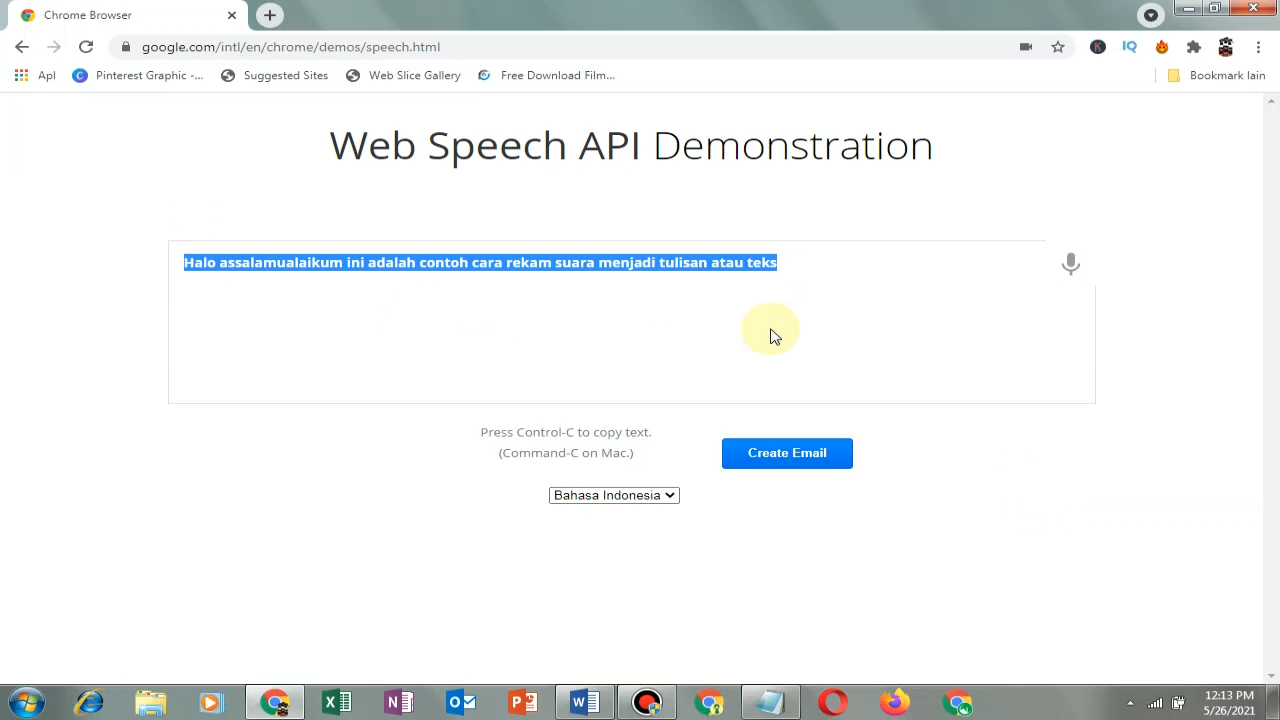 Chrome Browser
google.com/intl/en/chrome/demos/speech.html
Apl Pinterest Graphic -... Suggested Sites Web Slice Gallery Free Download Film... Bookmark lain
Web Speech API Demonstration
Halo assalamualaikum ini adalah contoh cara rekam suara menjadi tulisan atau teks
Press Control-C to copy text.
(Command-C on Mac.)
Create Email
Bahasa Indonesia
12:13 PM
5/26/2021